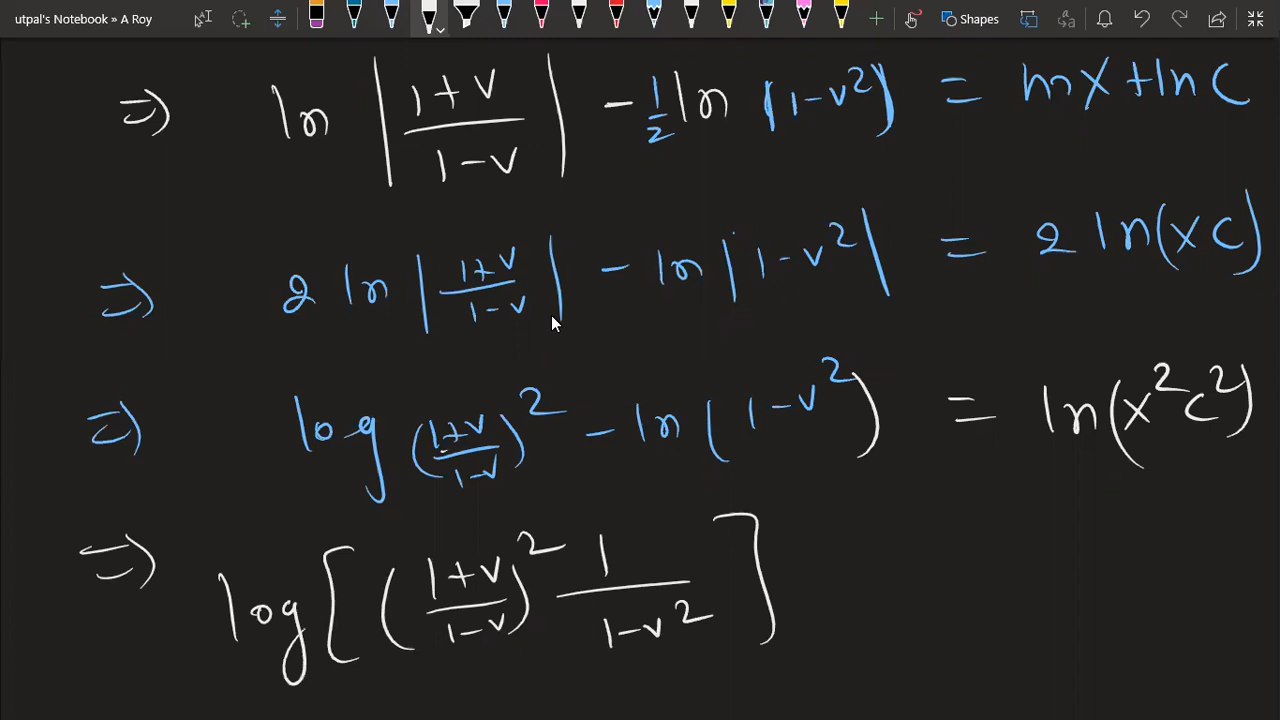 utpal's Notebook » A Roy Shapes
⇒) ln |(1+v)/(1-v)| - 1/2 ln (1-v²) = ln x + ln c
⇒) 2 ln |(1+v)/(1-v)| - ln |1-v²| = 2 ln(xc)
⇒) log ((1+v)/(1-v))² - ln (1-v²) = ln(x²c²)
⇒) log [((1+v)/(1-v))² 1/(1-v²)]